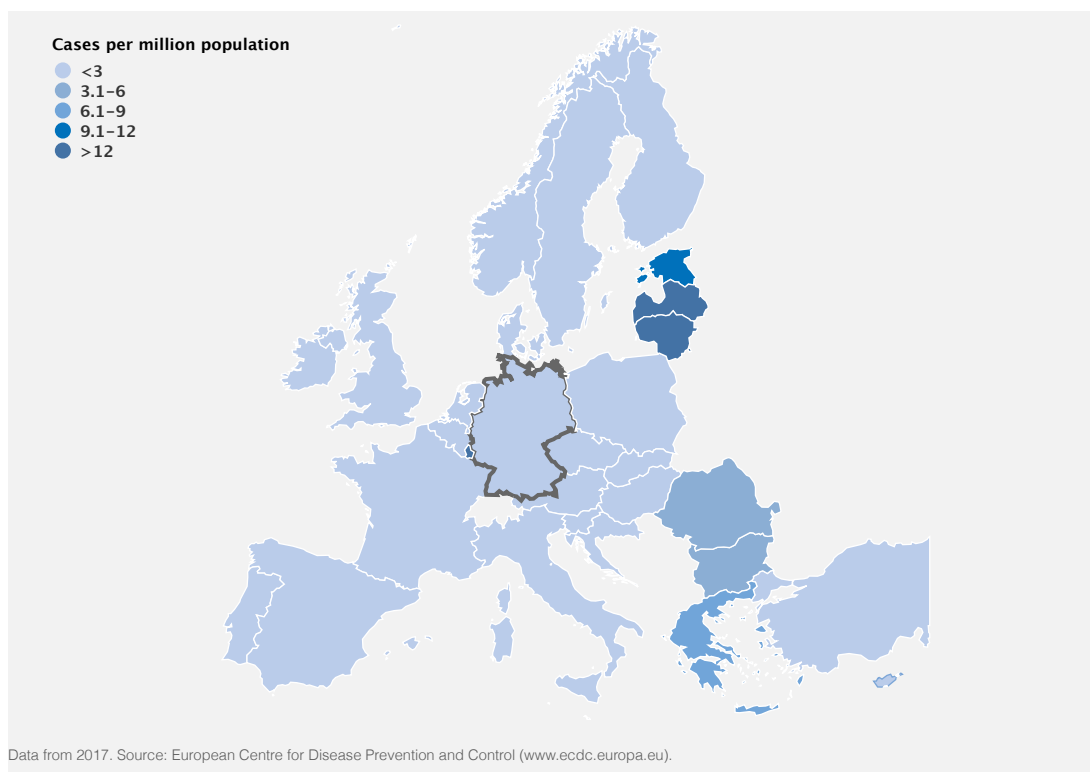 Cases per million population
<3
3.1–6
6.1–9
9.1–12
>12
Data from 2017. Source: European Centre for Disease Prevention and Control (www.ecdc.europa.eu).